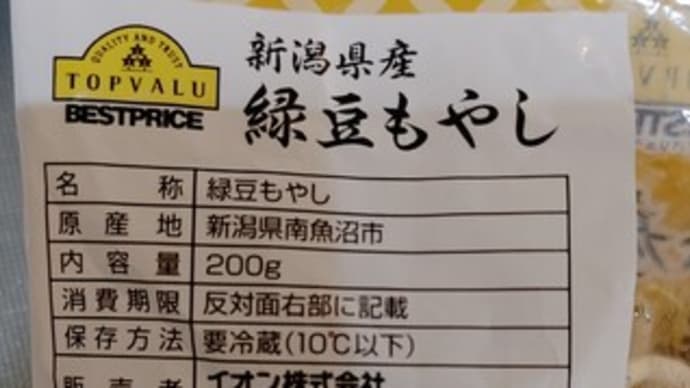 QUALITY AND TRUST
TOPVALU
BESTPRICE
新潟県産
緑豆もやし
名称 緑豆もやし
原産地 新潟県南魚沼市
内容量 200g
消費期限 反対面右部に記載
保存方法 要冷蔵(10℃以下)
販売者 イオン株式会社